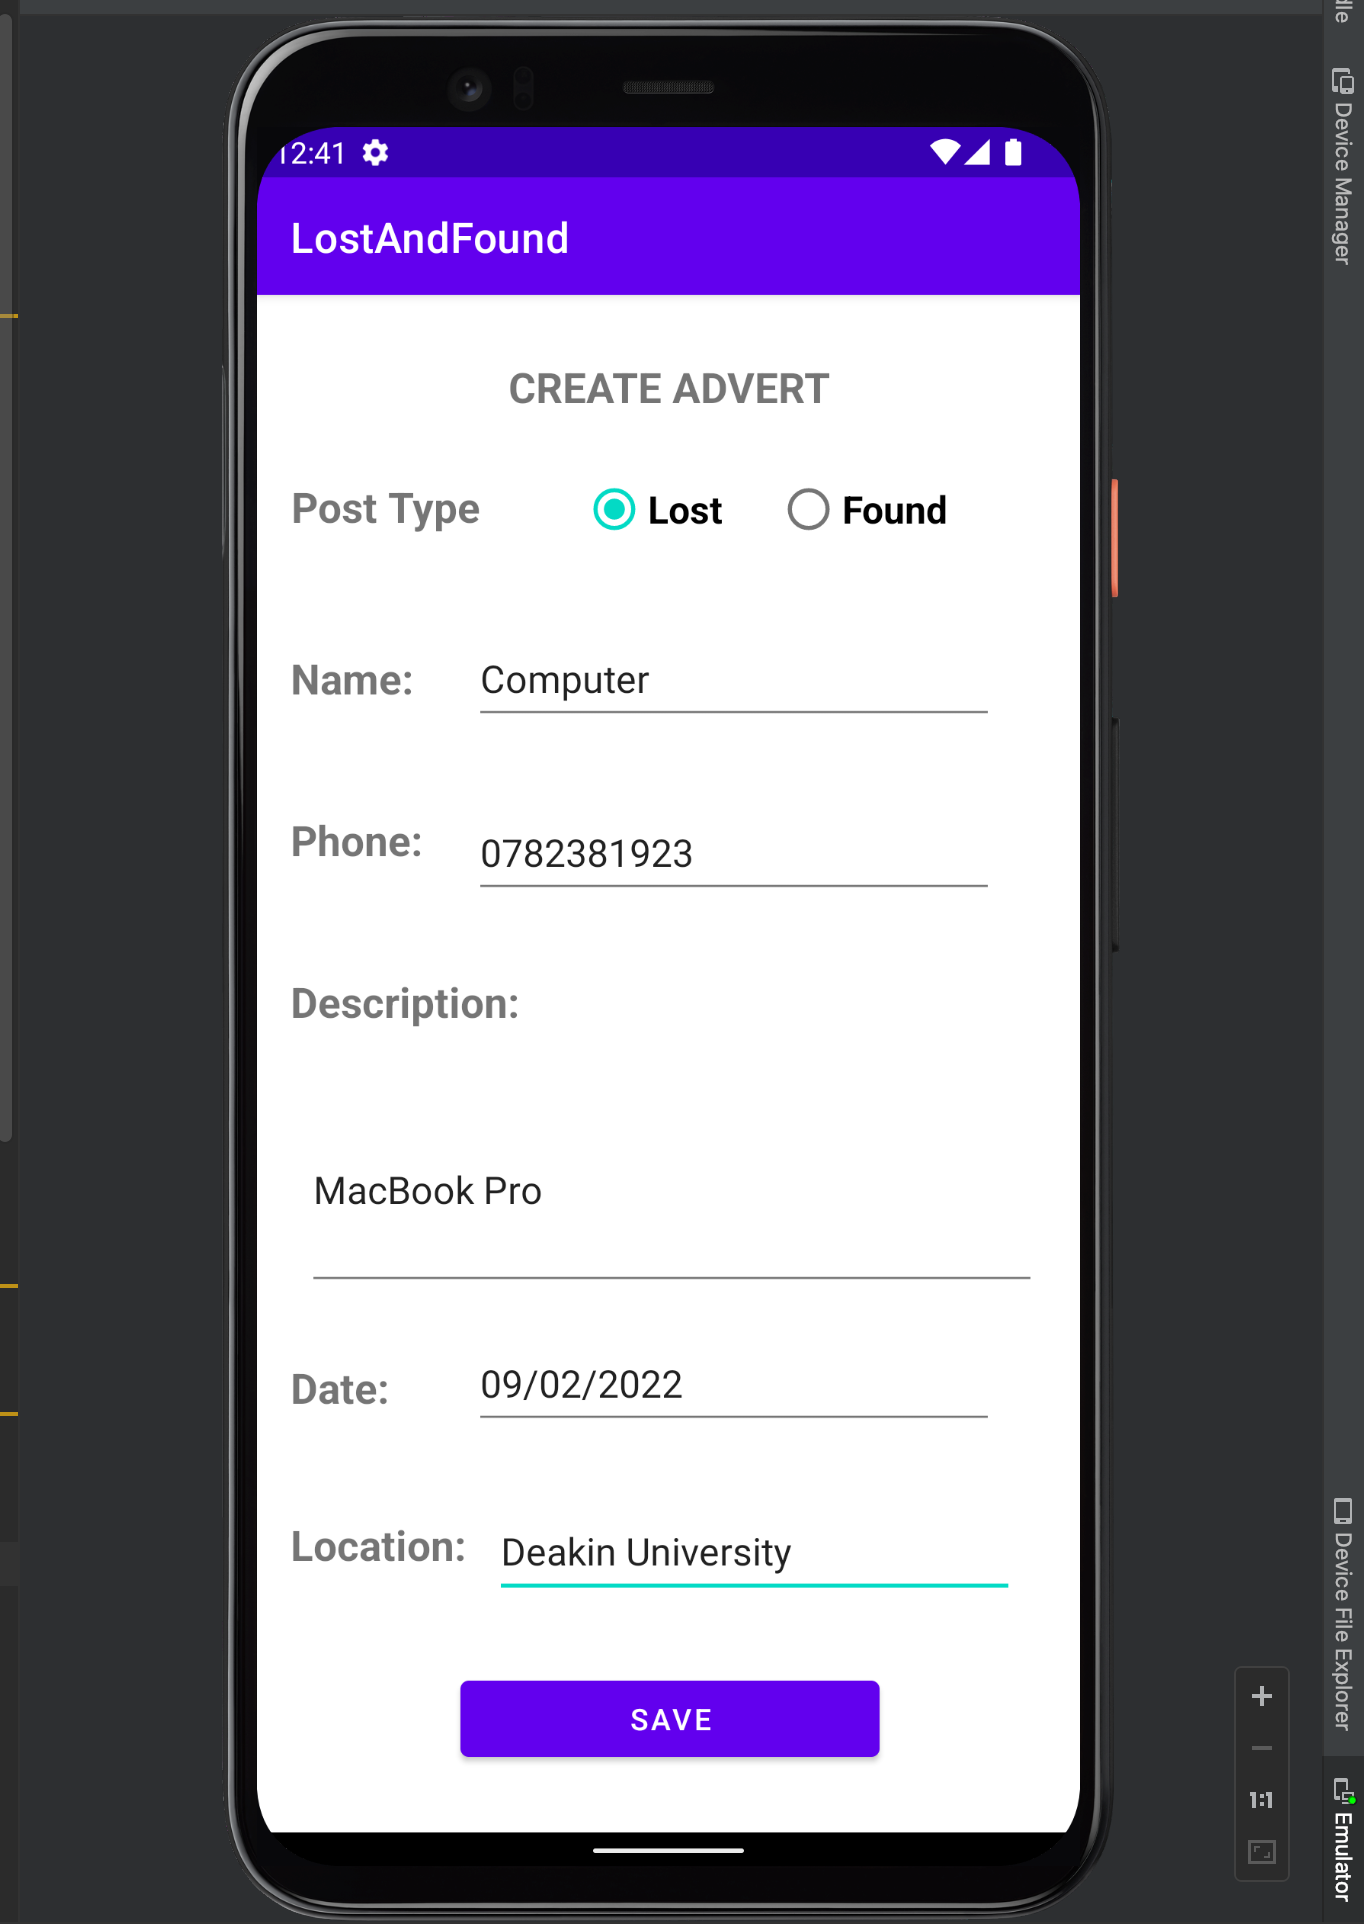 12:41
LostAndFound
CREATE ADVERT
Post Type Lost Found
Name: Computer
Phone: 0782381923
Description:
MacBook Pro
Date: 09/02/2022
Location: Deakin University
SAVE
Device Manager
Device File Explorer
1:1
Emulator